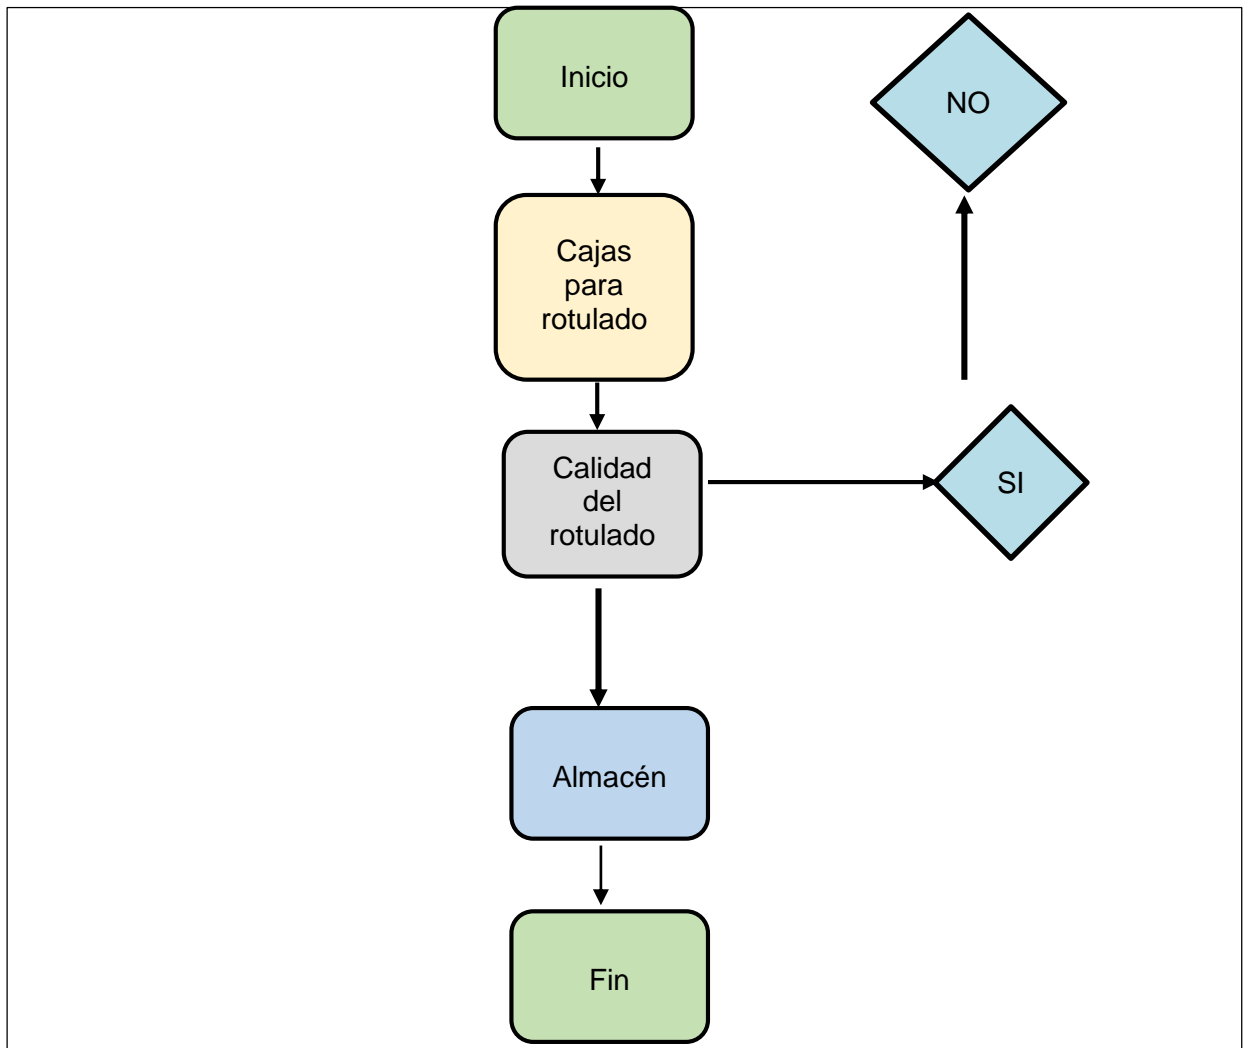 Inicio
NO
Cajas
para
rotulado
Calidad
del
rotulado
SI
Almacén
Fin